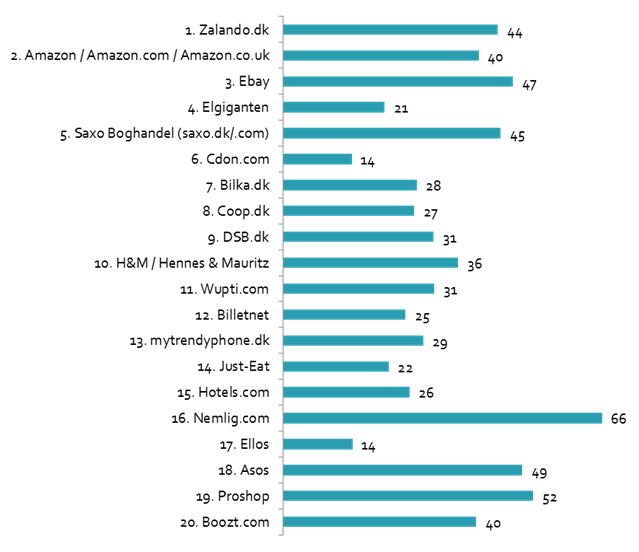 1. Zalando.dk 44
2. Amazon / Amazon.com / Amazon.co.uk 40
3. Ebay 47
4. Elgiganten 21
5. Saxo Boghandel (saxo.dk/.com) 45
6. Cdon.com 14
7. Bilka.dk 28
8. Coop.dk 27
9. DSB.dk 31
10. H&M / Hennes & Mauritz 36
11. Wupti.com 31
12. Billetnet 25
13. mytrendyphone.dk 29
14. Just-Eat 22
15. Hotels.com 26
16. Nemlig.com 66
17. Ellos 14
18. Asos 49
19. Proshop 52
20. Boozt.com 40